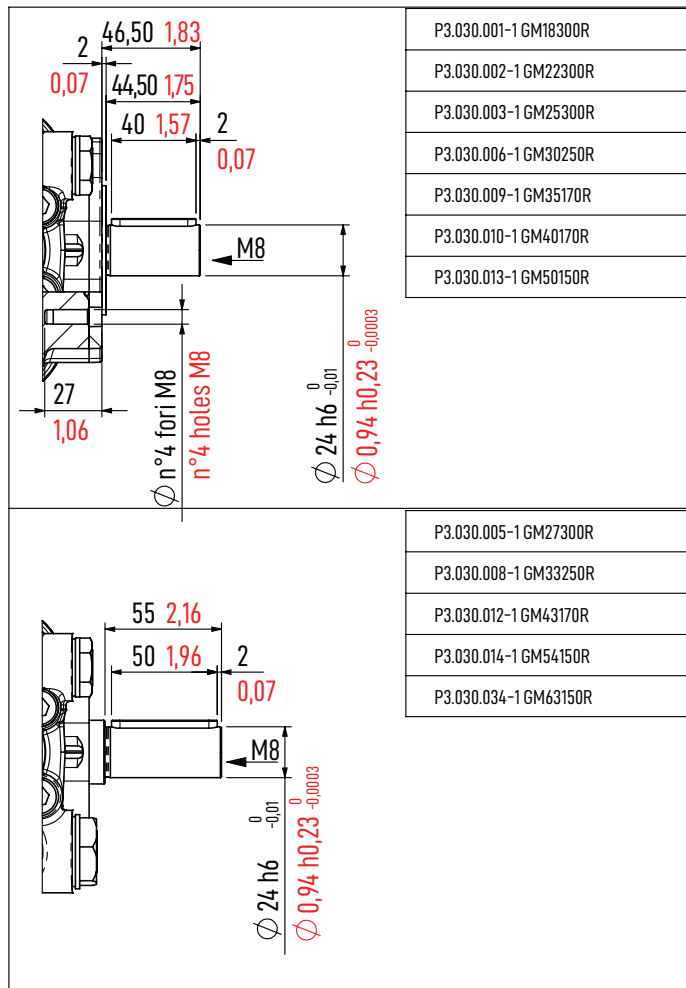 46,50 1,83
2
0,07
44,50 1,75
40 1,57
2
0,07
M8
27
1,06
Ø n°4 fori M8
n°4 holes M8
Ø 24 h6 0 -0,01
Ø 0,94 h0,23 0 -0,0003
P3.030.001-1 GM18300R
P3.030.002-1 GM22300R
P3.030.003-1 GM25300R
P3.030.006-1 GM30250R
P3.030.009-1 GM35170R
P3.030.010-1 GM40170R
P3.030.013-1 GM50150R
55 2,16
50 1,96
2
0,07
M8
Ø 24 h6 0 -0,01
Ø 0,94 h0,23 0 -0,0003
P3.030.005-1 GM27300R
P3.030.008-1 GM33250R
P3.030.012-1 GM43170R
P3.030.014-1 GM54150R
P3.030.034-1 GM63150R